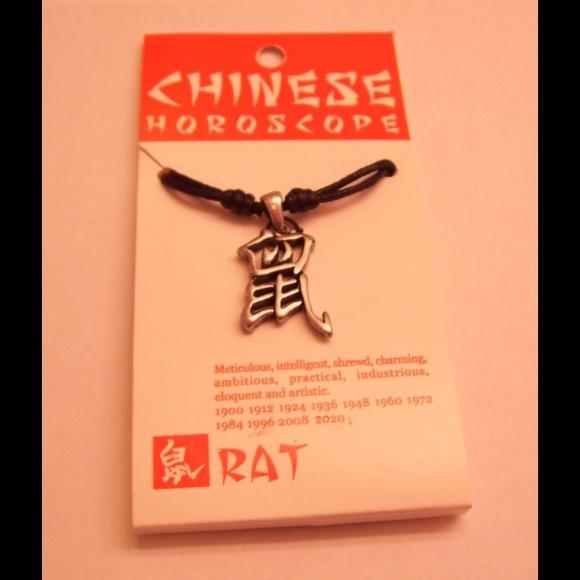 CHINESE
HOROSCOPE
鼠
Meticulous, intelligent, shrewd, charming,
ambitious, practical, industrious,
eloquent and artistic.
1900 1912 1924 1936 1948 1960 1972
1984 1996 2008 2020 ;
鼠 RAT